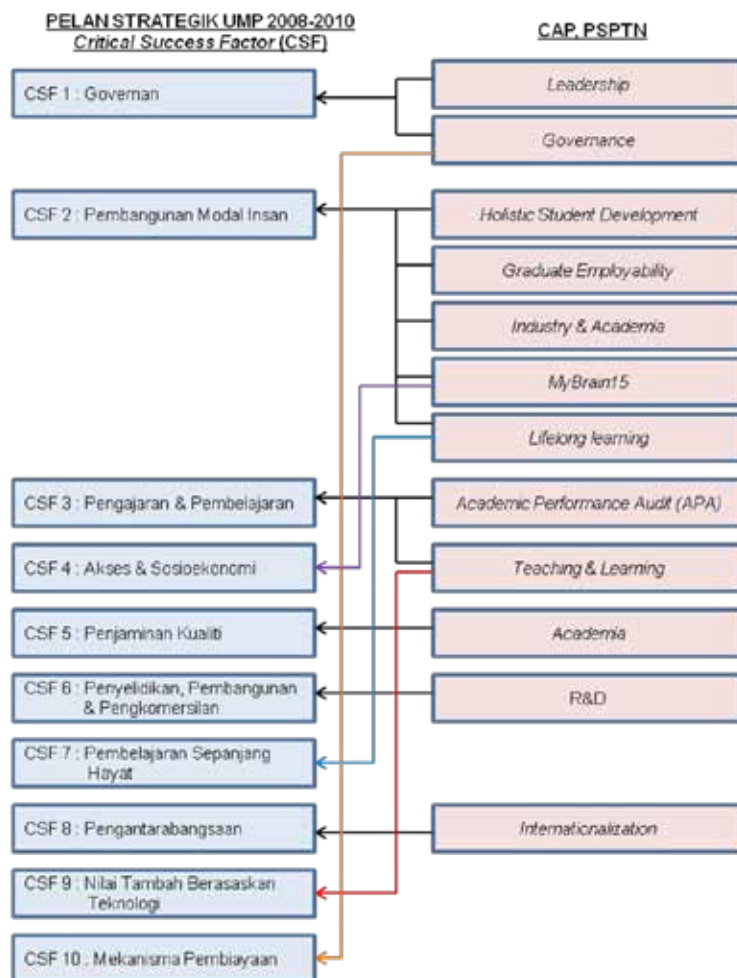 PELAN STRATEGIK UMP 2008-2010
Critical Success Factor (CSF)
CSF 1 : Governan
CSF 2 : Pembangunan Modal Insan
CSF 3 : Pengajaran & Pembelajaran
CSF 4 : Akses & Sosioekonomi
CSF 5 : Penjaminan Kualiti
CSF 6 : Penyelidikan, Pembangunan
& Pengkomersilan
CSF 7 : Pembelajaran Sepanjang
Hayat
CSF 8 : Pengantarabangsaan
CSF 9 : Nilai Tambah Berasaskan
Teknologi
CSF 10 : Mekanisma Pembiayaan
CAP, PSPTN
Leadership
Governance
Holistic Student Development
Graduate Employability
Industry & Academia
MyBrain15
Lifelong learning
Academic Performance Audit (APA)
Teaching & Learning
Academia
R&D
Internationalization